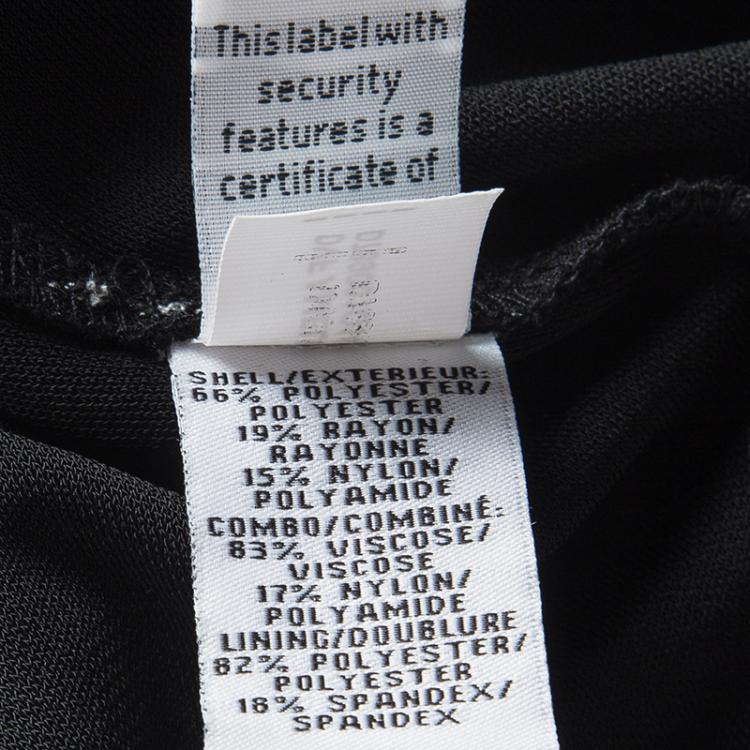 This label with
security
features is a
certificate of
SHELL/EXTERIEUR:
66% POLYESTER/
POLYESTER
19% RAYON/
RAYONNE
15% NYLON/
POLYAMIDE
COMBO/COMBINÉ:
83% VISCOSE/
VISCOSE
17% NYLON/
POLYAMIDE
LINING/DOUBLURE
82% POLYESTER/
POLYESTER
18% SPANDEX/
SPANDEX